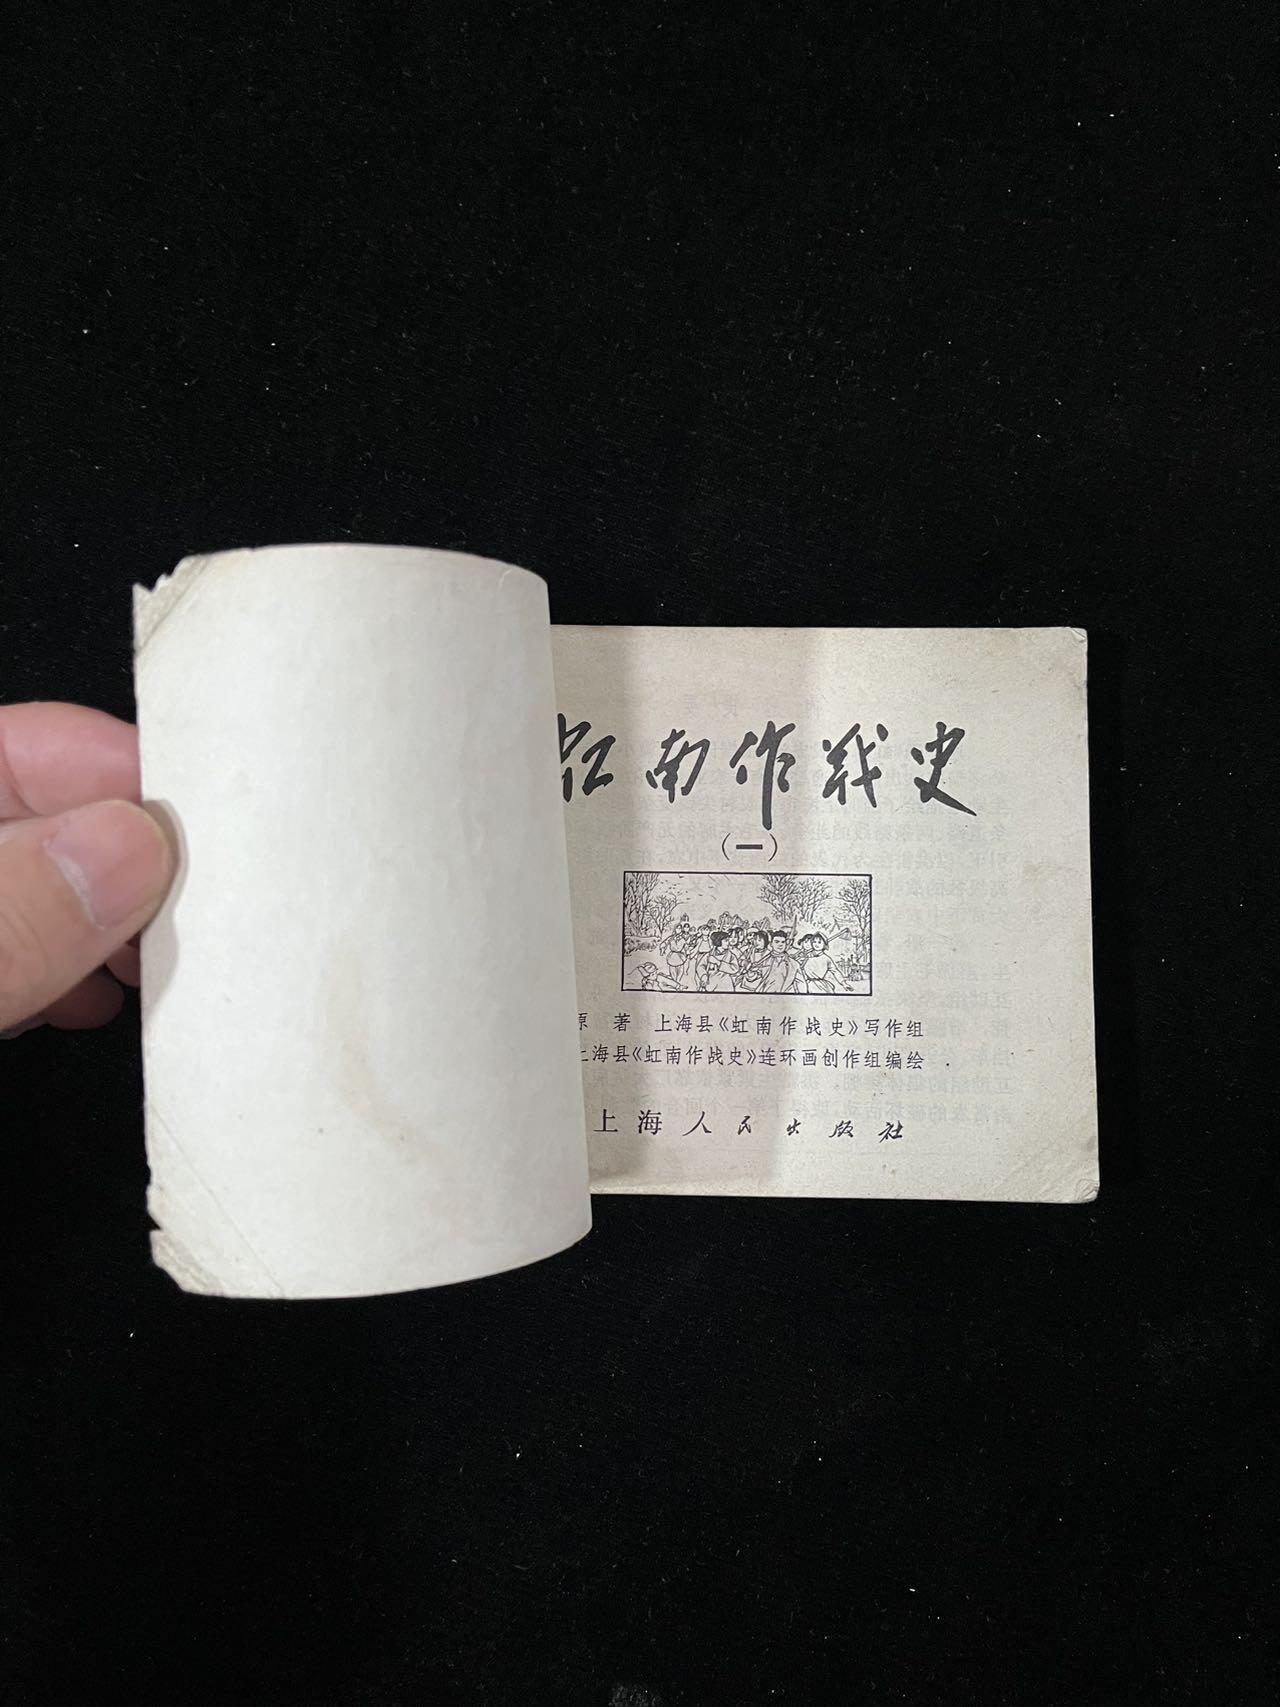 虹南作战史
(一)
原 著 上海县《虹南作战史》写作组
上海县《虹南作战史》连环画创作组编绘
上海人民出版社